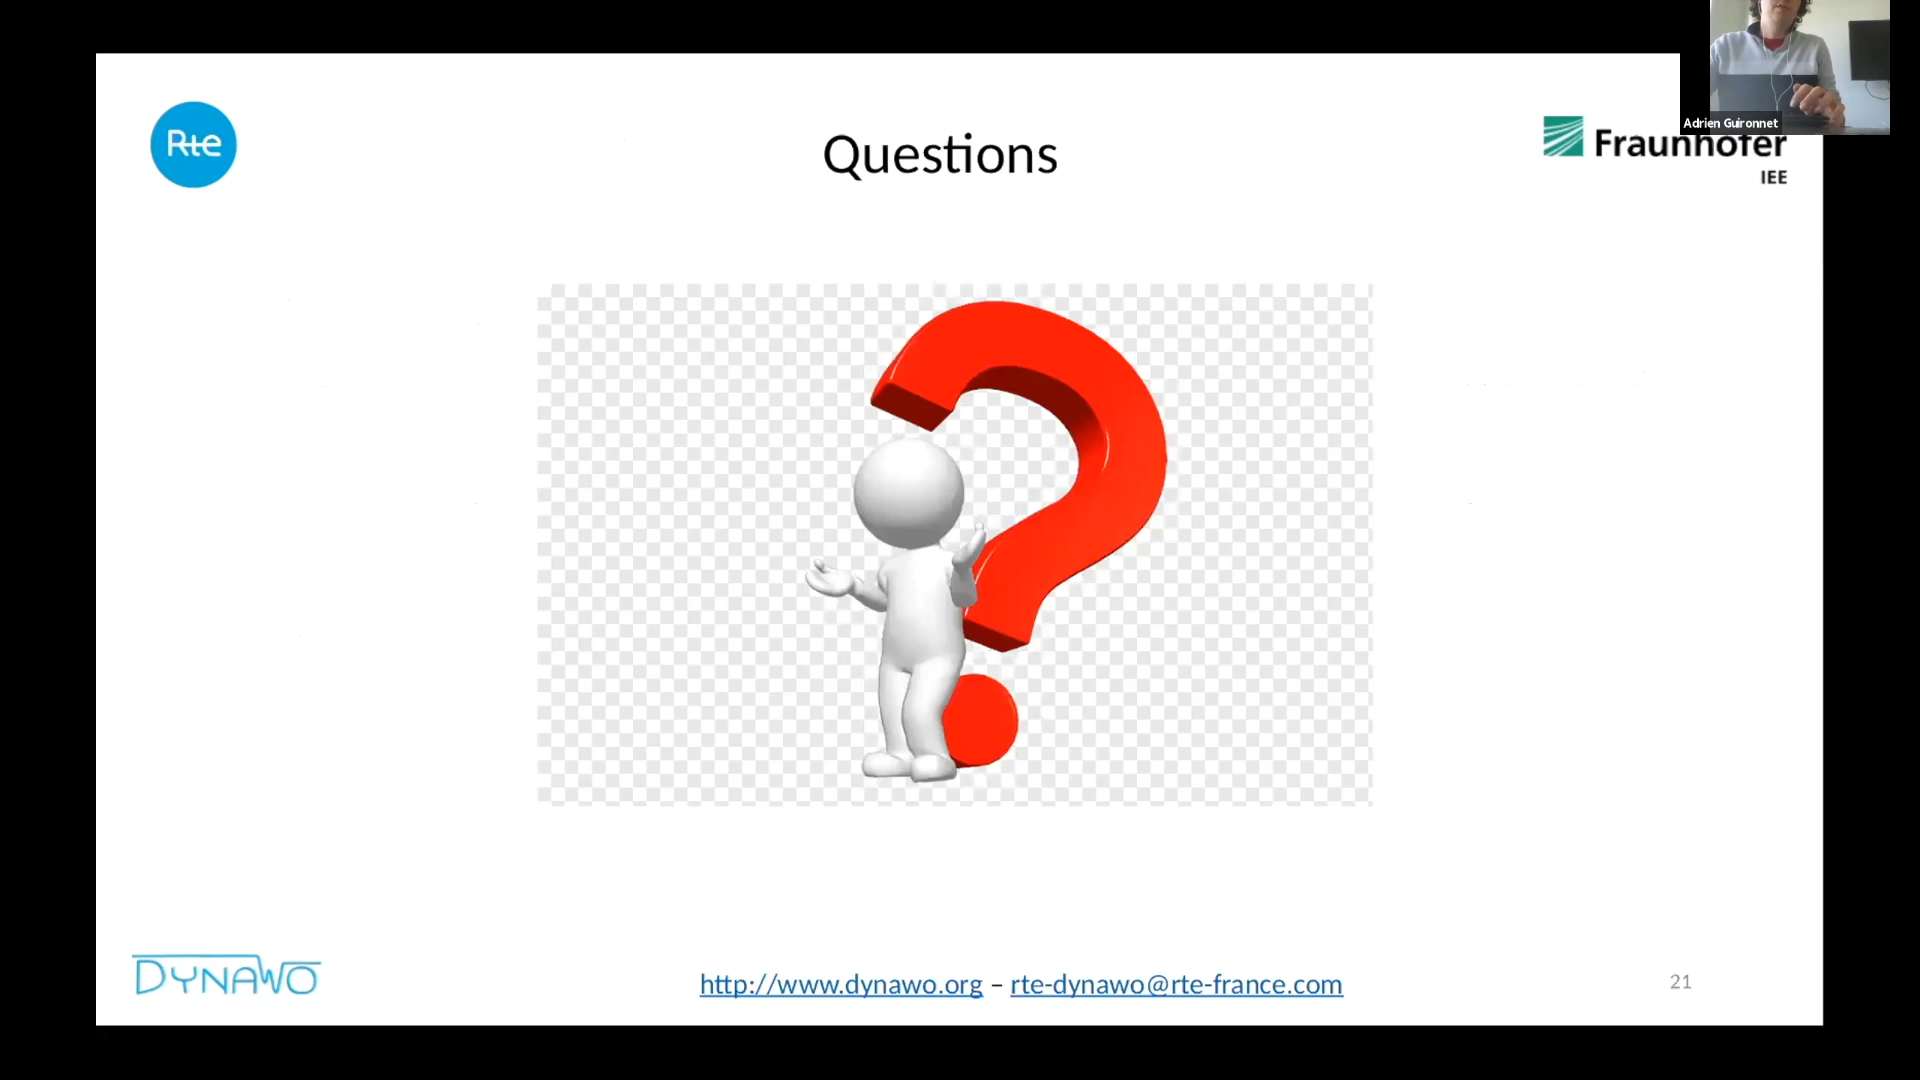 Adrien Guironnet
Rte
Questions
Fraunhofer
IEE
DYNAWO
http://www.dynawo.org – rte-dynawo@rte-france.com
21